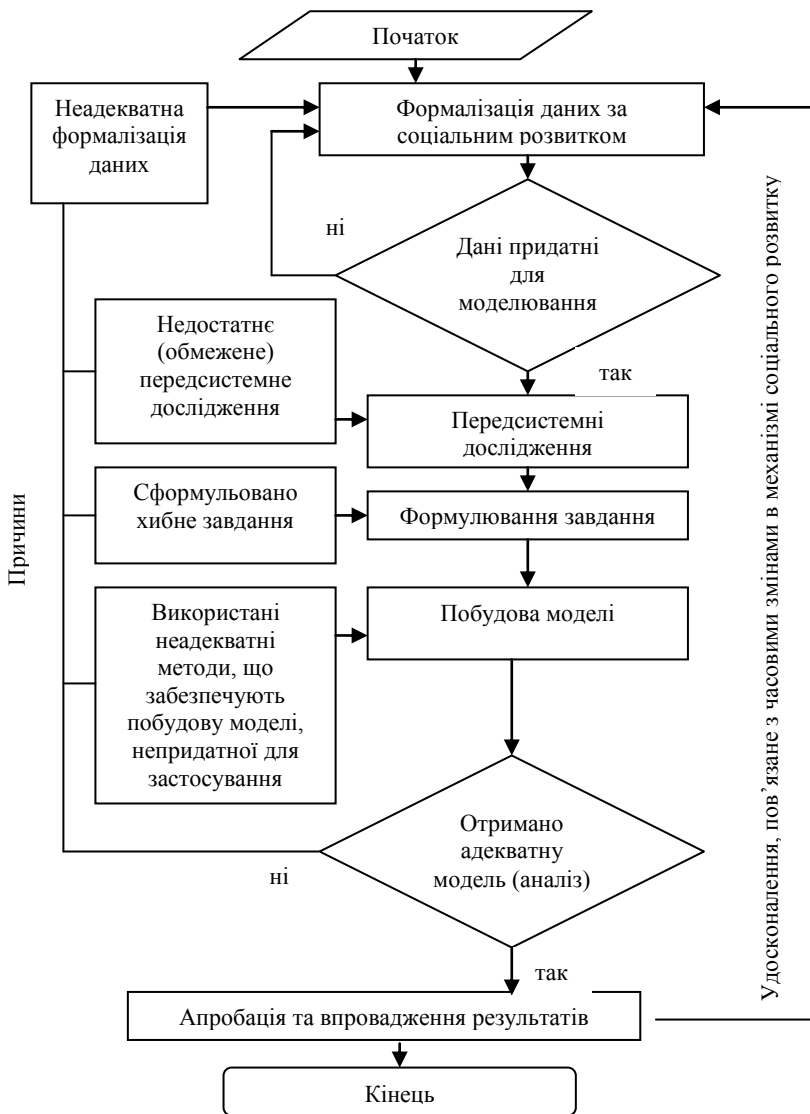 Початок
Неадекватна
формалізація
даних
Формалізація даних за
соціальним розвитком
ні
Дані придатні
для
моделювання
так
Недостатнє
(обмежене)
передсистемне
дослідження
Передсистемні
дослідження
Сформульовано
хибне завдання
Формулювання завдання
Використані
неадекватні
методи, що
забезпечують
побудову моделі,
непридатної для
застосування
Побудова моделі
Причини
Отримано
адекватну
модель (аналіз)
ні
так
Апробація та впровадження результатів
Кінець
Удосконалення, пов’язане з часовими змінами в механізмі соціального розвитку